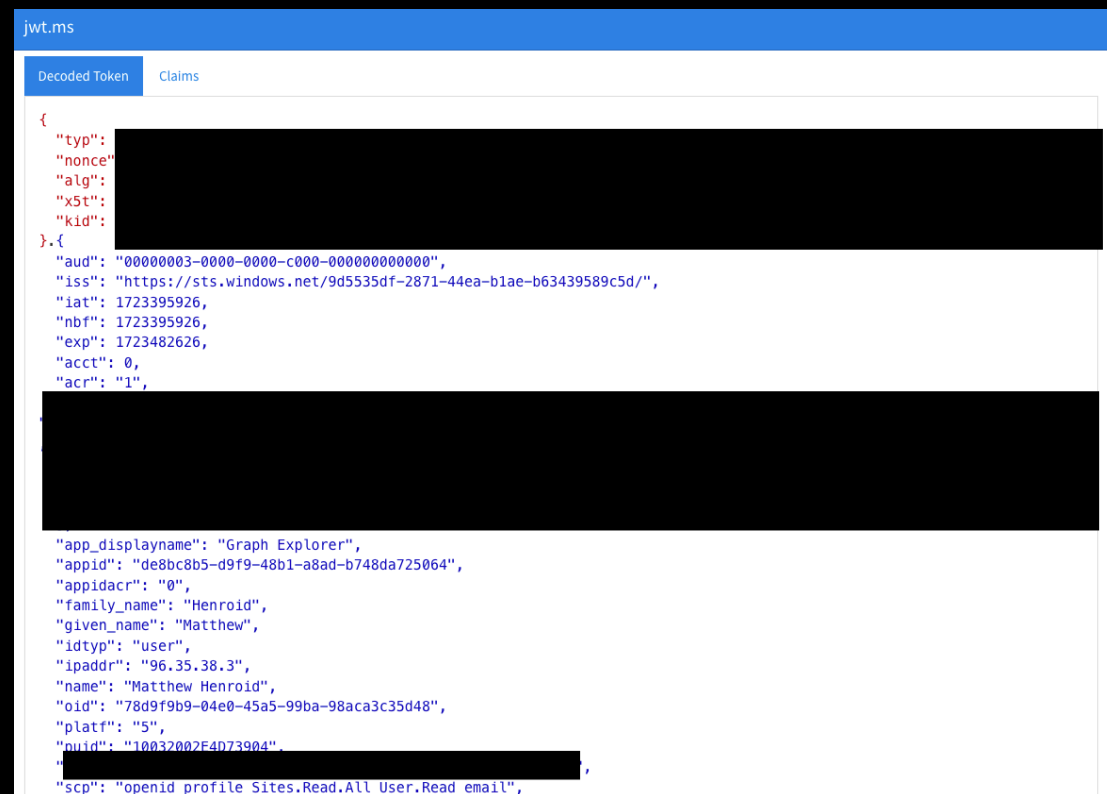 jwt.ms
Decoded Token Claims
{
"typ":
"nonce"
"alg":
"x5t":
"kid":
}.{
"aud": "00000003-0000-0000-c000-000000000000",
"iss": "https://sts.windows.net/9d5535df-2871-44ea-b1ae-b63439589c5d/",
"iat": 1723395926,
"nbf": 1723395926,
"exp": 1723482626,
"acct": 0,
"acr": "1",
"app_displayname": "Graph Explorer",
"appid": "de8bc8b5-d9f9-48b1-a8ad-b748da725064",
"appidacr": "0",
"family_name": "Henroid",
"given_name": "Matthew",
"idtyp": "user",
"ipaddr": "96.35.38.3",
"name": "Matthew Henroid",
"oid": "78d9f9b9-04e0-45a5-99ba-98aca3c35d48",
"platf": "5",
"puid": "10032002E4D73904",
"scp": "openid profile Sites.Read.All User.Read email",